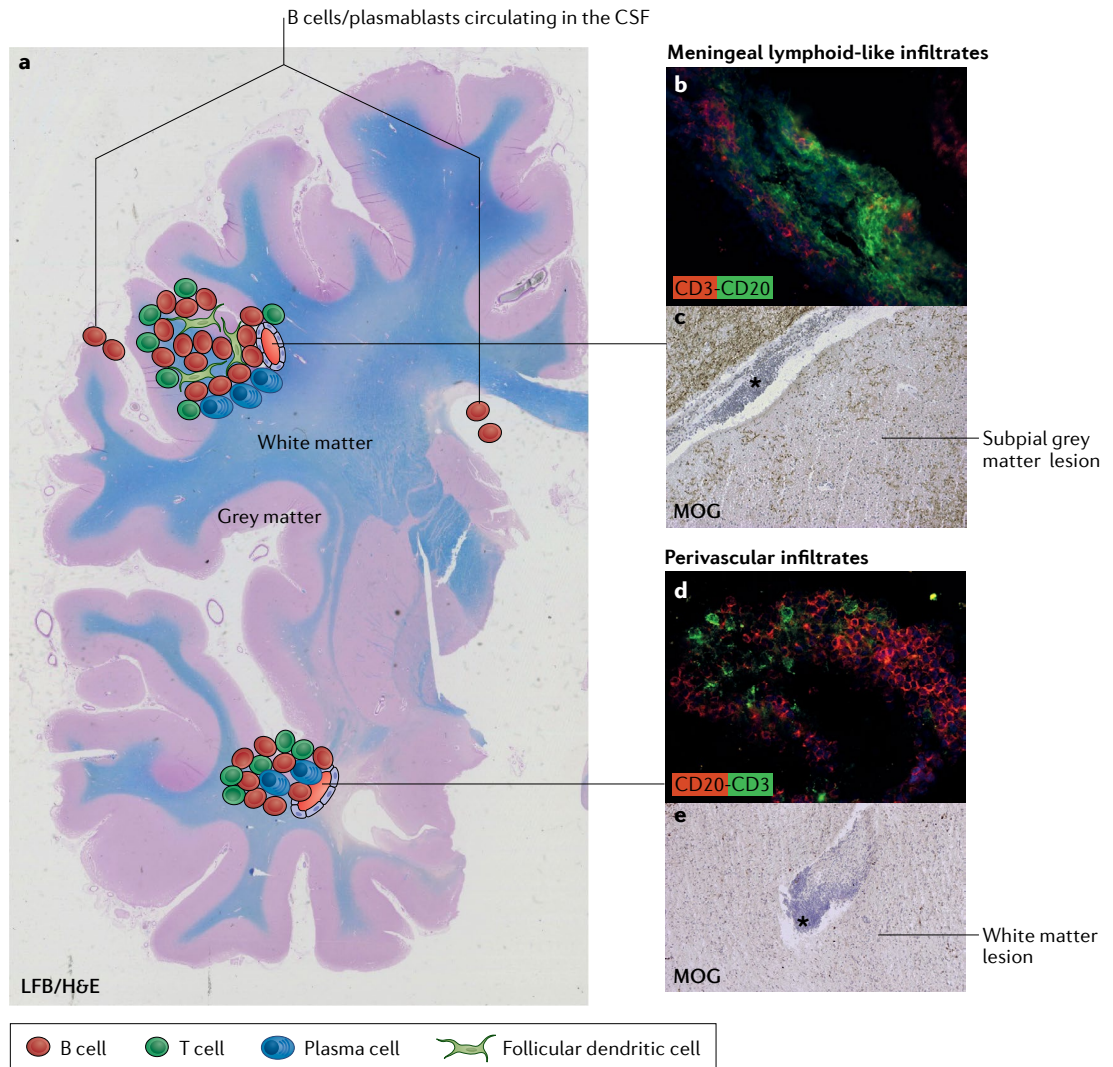 B cells/plasmablasts circulating in the CSF
a
White matter
Grey matter
LFB/H&E
Meningeal lymphoid-like infiltrates
b
CD3-CD20
c
Subpial grey
matter lesion
MOG
Perivascular infiltrates
d
CD20-CD3
e
White matter
lesion
MOG
B cell
T cell
Plasma cell
Follicular dendritic cell